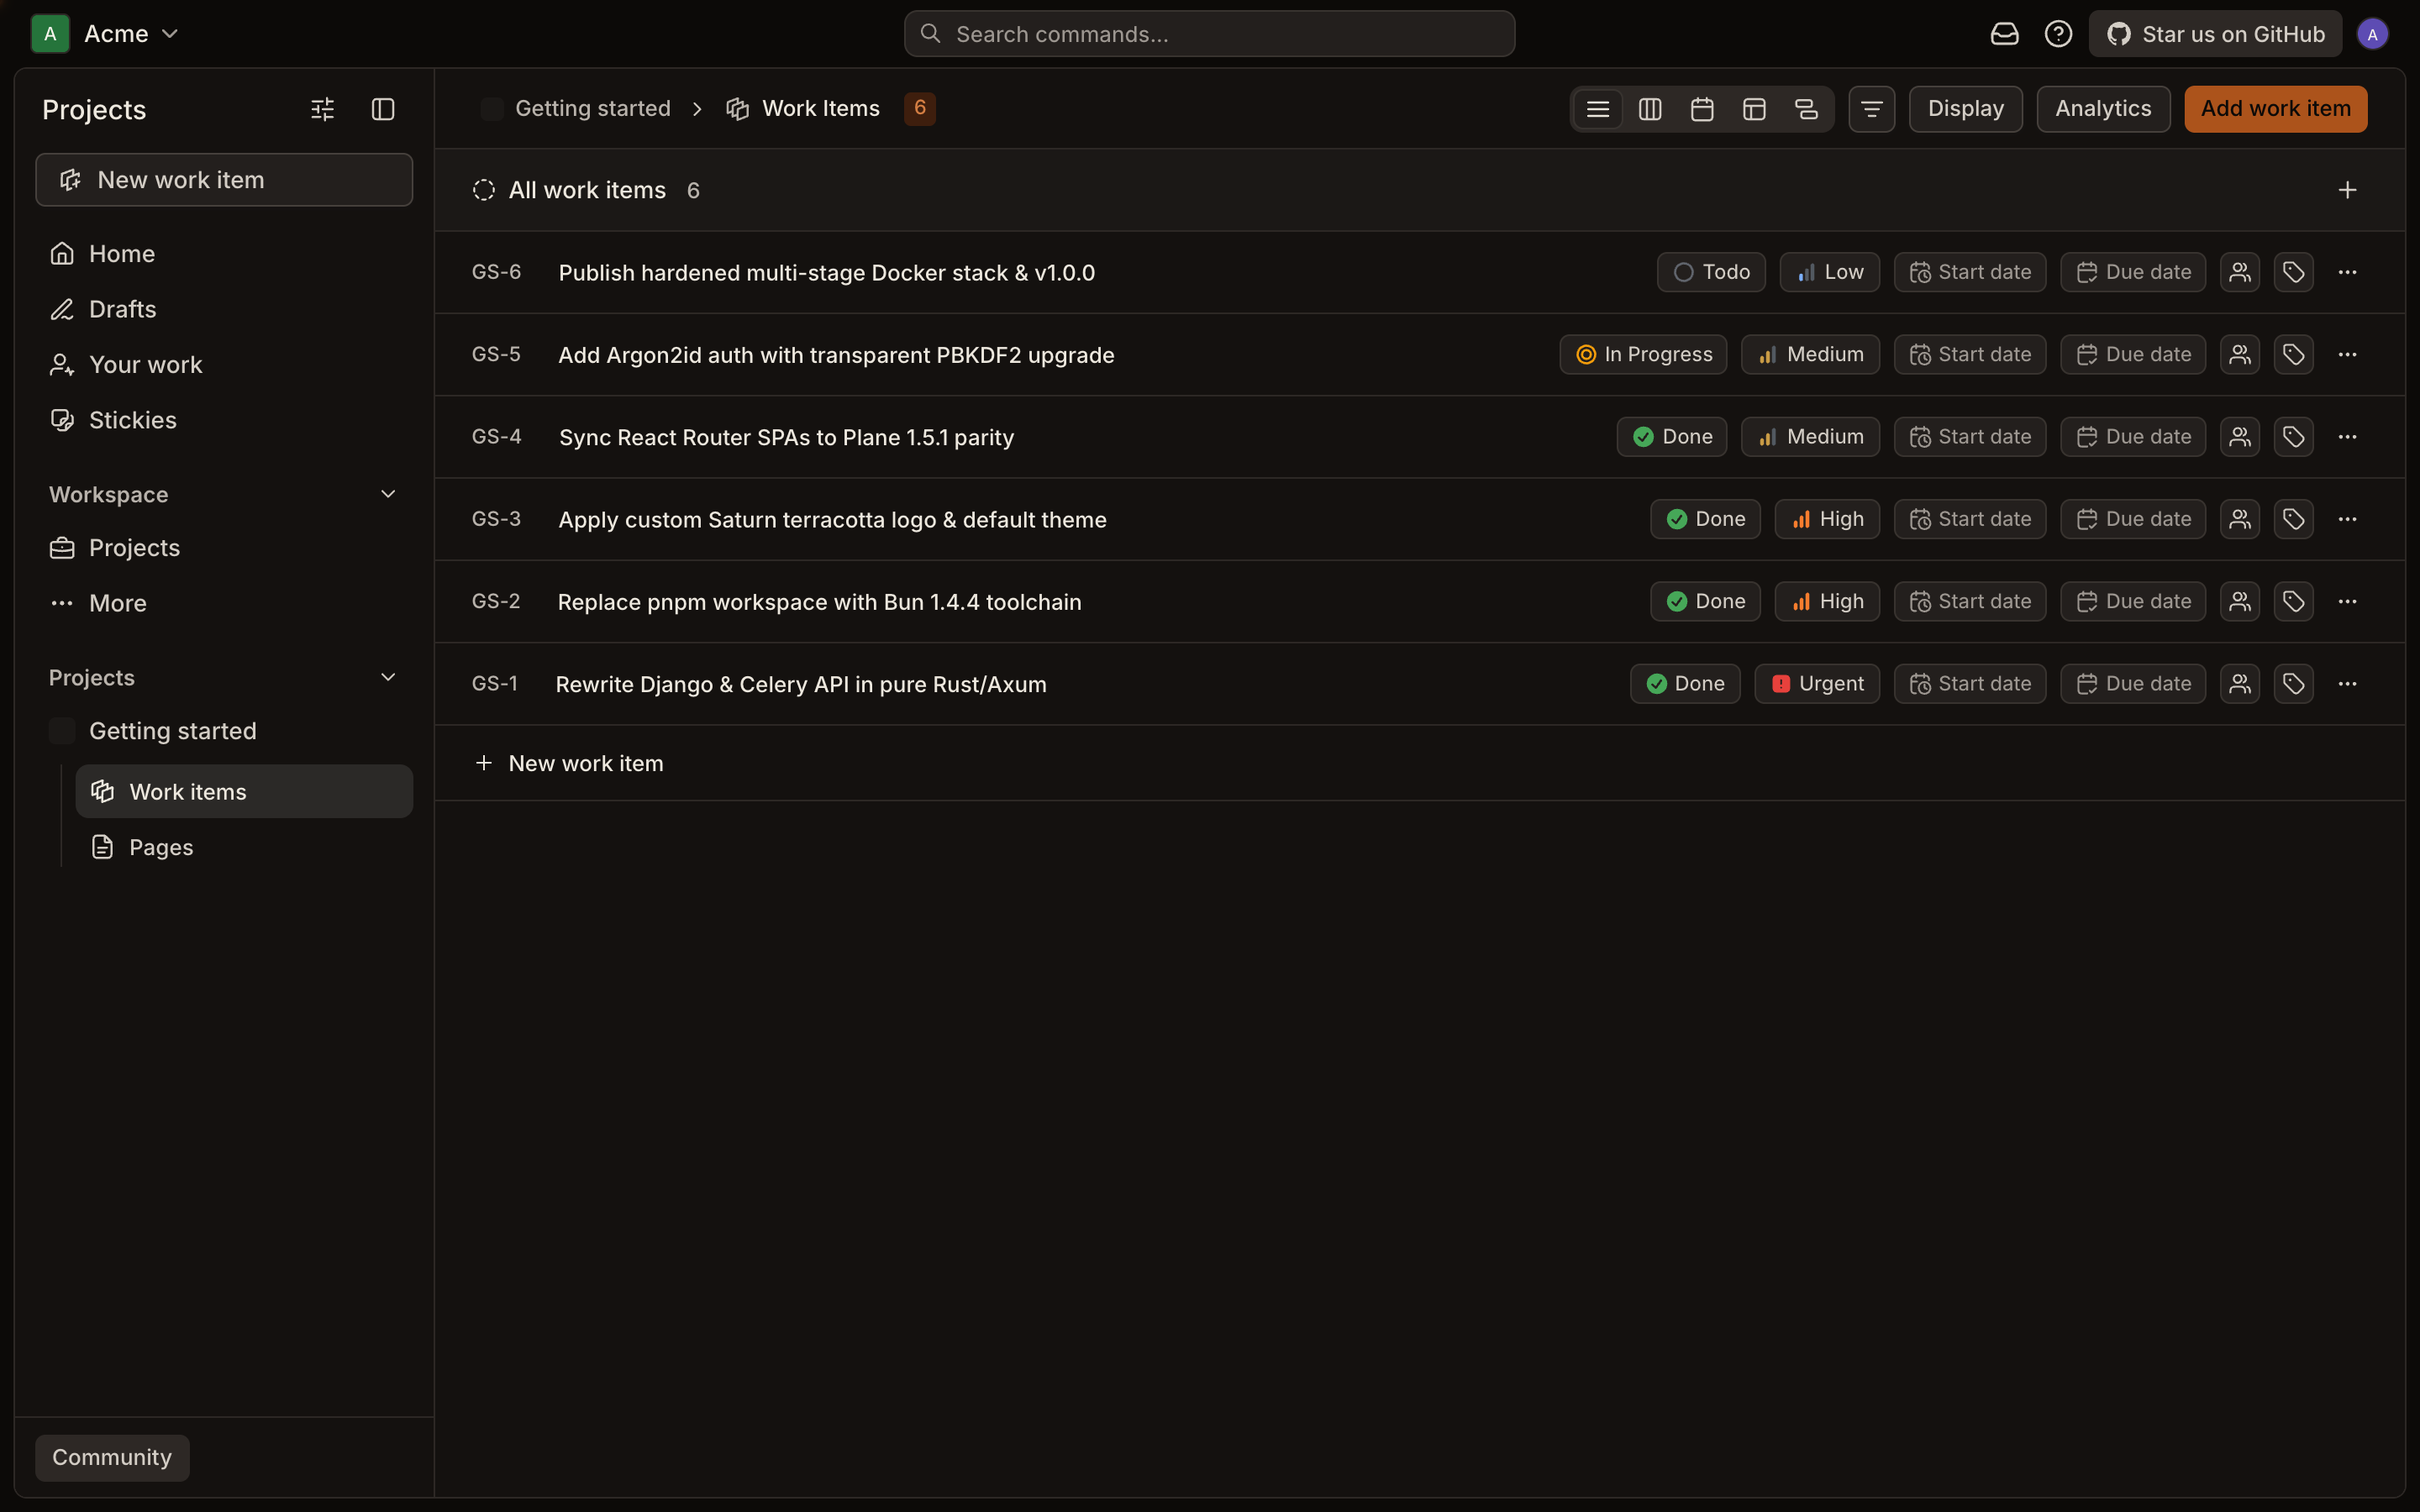 A Acme
Search commands...
Star us on GitHub
A
Projects
New work item
Home
Drafts
Your work
Stickies
Workspace
Projects
More
Projects
Getting started
Work items
Pages
Community
Getting started
Work Items 6
Display
Analytics
Add work item
All work items 6
GS-6 Publish hardened multi-stage Docker stack & v1.0.0 Todo Low Start date Due date
GS-5 Add Argon2id auth with transparent PBKDF2 upgrade In Progress Medium Start date Due date
GS-4 Sync React Router SPAs to Plane 1.5.1 parity Done Medium Start date Due date
GS-3 Apply custom Saturn terracotta logo & default theme Done High Start date Due date
GS-2 Replace pnpm workspace with Bun 1.4.4 toolchain Done High Start date Due date
GS-1 Rewrite Django & Celery API in pure Rust/Axum Done Urgent Start date Due date
New work item